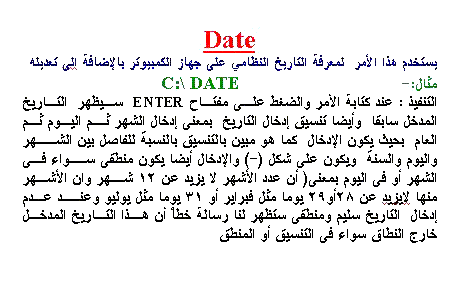 Date
يستخدم هذا الأمر لمعرفة التاريخ النظامي على جهاز الكمبيوتر بالإضافة إلى تعديله
مثال:- C:\ DATE
التنفيذ : عند كتابة الأمر والضغط على مفتاح ENTER سيظهر التاريخ
المدخل سابقا وأيضا تنسيق إدخال التاريخ بمعنى إدخال الشهر ثم اليوم ثم
العام بحيث يكون الإدخال كما هو مبين بالتنسيق بالنسبة للفاصل بين الشهر
واليوم والسنة ويكون على شكل (-) والإدخال أيضا يكون منطقى سواء فى
الشهر أو فى اليوم بمعنى( أن عدد الأشهر لا يزيد عن ١٢ شهر وان الأشهر
منها لايزيد عن ٢٨أو٢٩ يوما مثل فبراير أو ٣١ يوما مثل يوليو وعند عدم
إدخال التاريخ سليم ومنطقى ستظهر لنا رسالة خطأ أن هذا التاريخ المدخل
خارج النطاق سواء فى التنسيق أو المنطق